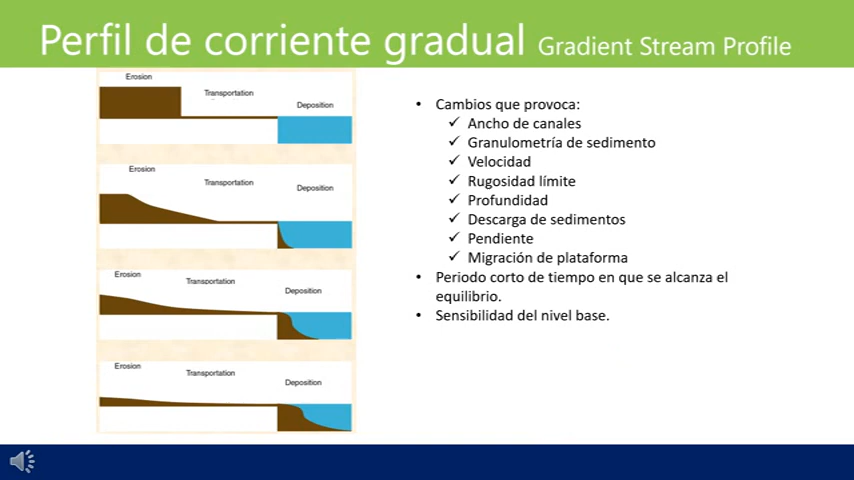 Perfil de corriente gradual Gradient Stream Profile
Erosion
Transportation
Deposition
Erosion
Transportation
Deposition
Erosion
Transportation
Deposition
Erosion
Transportation
Deposition
• Cambios que provoca:
✓ Ancho de canales
✓ Granulometría de sedimento
✓ Velocidad
✓ Rugosidad límite
✓ Profundidad
✓ Descarga de sedimentos
✓ Pendiente
✓ Migración de plataforma
• Periodo corto de tiempo en que se alcanza el
equilibrio.
• Sensibilidad del nivel base.